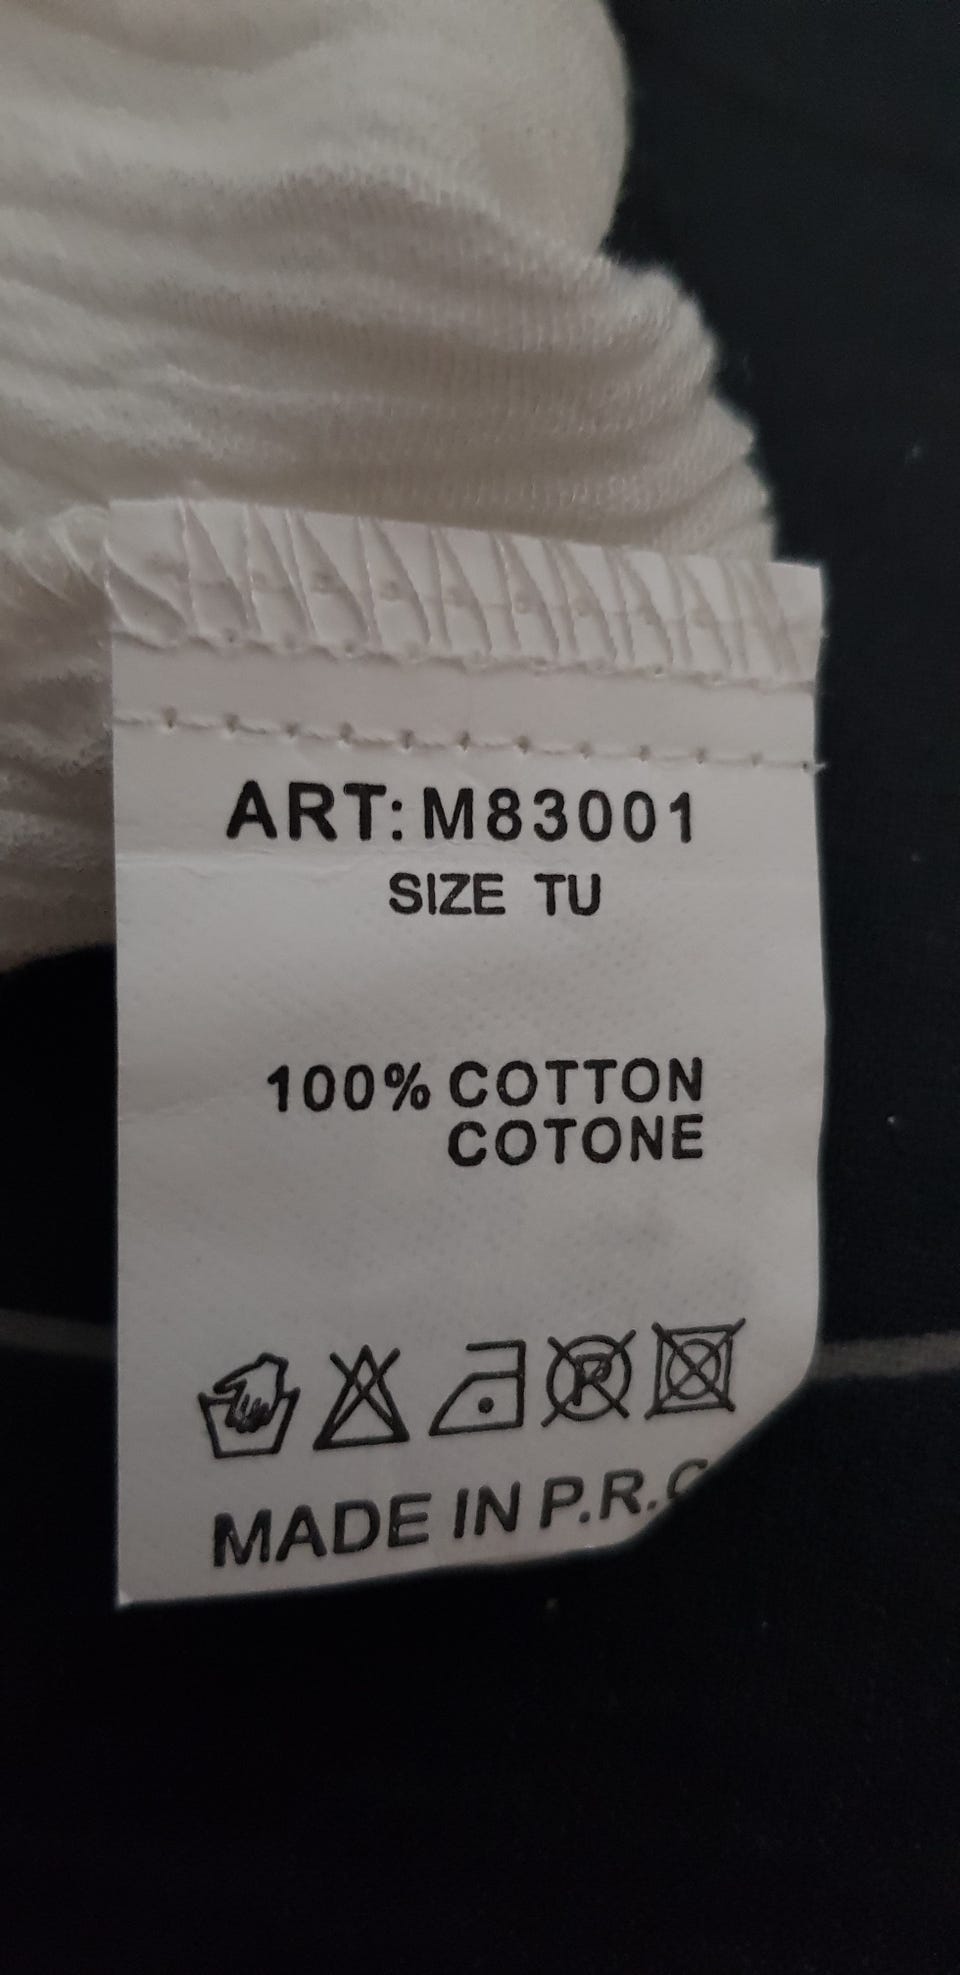 ART: M83001
SIZE TU
100% COTTON
COTONE
MADE IN P.R.C